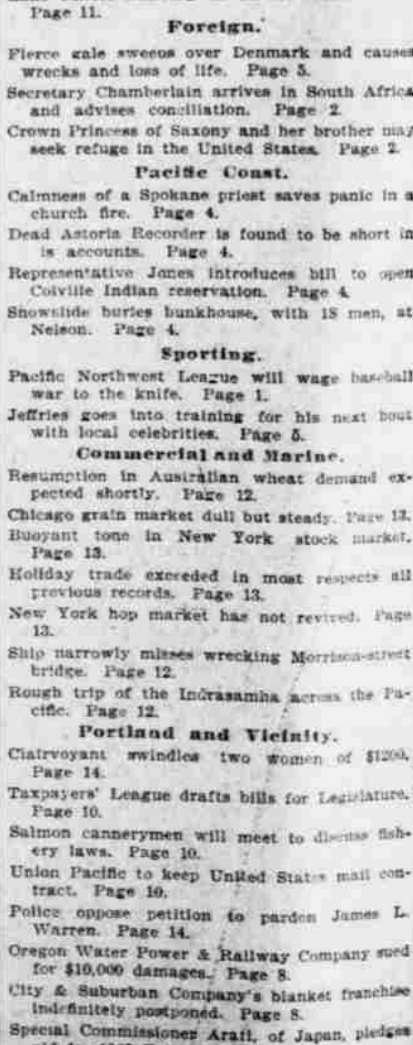 Page 11.
Foreign.
Fierce gale sweeps over Denmark and causes
wrecks and loss of life. Page 5.
Secretary Chamberlain arrives in South Africa
and advises conciliation. Page 2.
Crown Princess of Saxony and her brother may
seek refuge in the United States. Page 2.
Pacific Coast.
Calmness of a Spokane priest saves panic in a
church fire. Page 4.
Dead Astoria Recorder is found to be short in
is accounts. Page 4.
Representative Jones introduces bill to open
Colville Indian reservation. Page 4.
Snowslide buries bunkhouse, with 18 men, at
Nelson. Page 4.
Sporting.
Pacific Northwest League will wage baseball
war to the knife. Page 1.
Jeffries goes into training for his next bout
with local celebrities. Page 5.
Commercial and Marine.
Resumption in Australian wheat demand ex-
pected shortly. Page 12.
Chicago grain market dull but steady. Page 13.
Buoyant tone in New York stock market.
Page 13.
Holiday trade exceeded in most respects all
previous records. Page 13.
New York hop market has not revived. Page
13.
Ship narrowly misses wrecking Morrison-street
bridge. Page 12.
Rough trip of the Indrasamha across the Pa-
cific. Page 12.
Portland and Vicinity.
Clairvoyant swindles two women of $1200.
Page 14.
Taxpayers' League drafts bills for Legislature.
Page 10.
Salmon cannerymen will meet to discuss fish-
ery laws. Page 10.
Union Pacific to keep United States mail con-
tract. Page 10.
Police oppose petition to pardon James L.
Warren. Page 14.
Oregon Water Power & Railway Company sued
for $10,000 damages. Page 8.
City & Suburban Company's blanket franchise
indefinitely postponed. Page 8.
Special Commissioner Arafi, of Japan, pledges